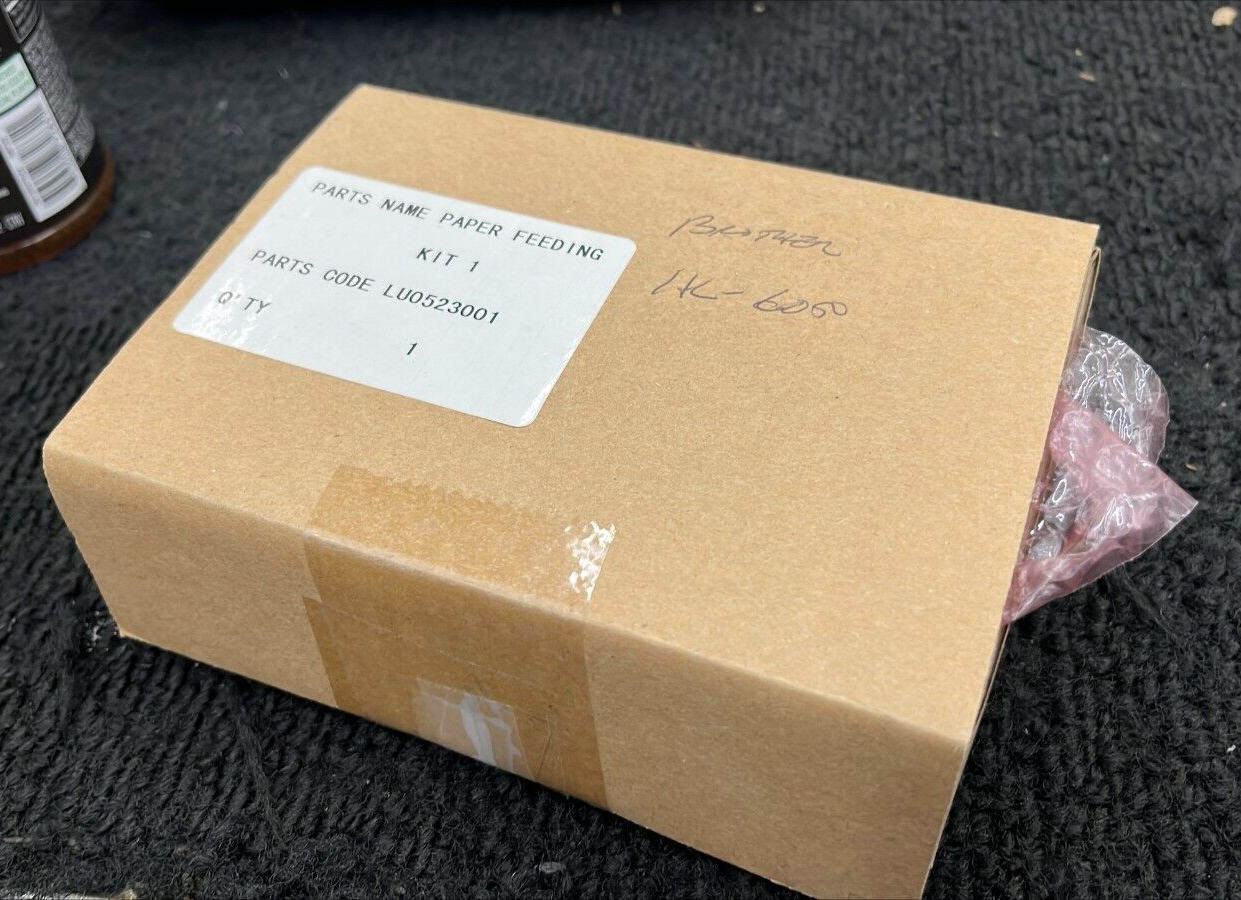 PARTS NAME PAPER FEEDING
KIT 1
PARTS CODE LU0523001
Q'TY
1
BROTHER
HL-6050